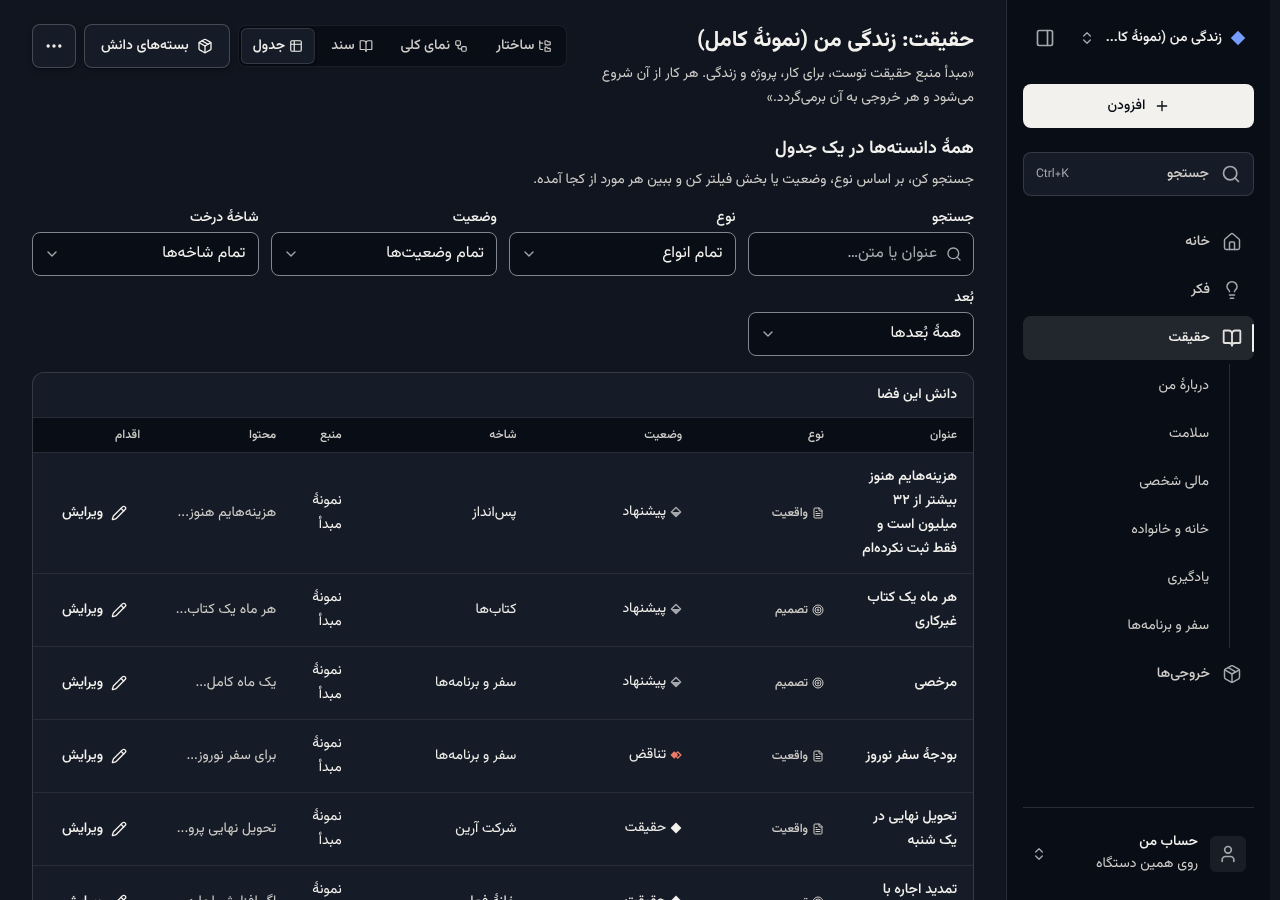 زندگی من (نمونهٔ کا...
افزودن
جستجو
Ctrl+K
خانه
فکر
حقیقت
دربارهٔ من
سلامت
مالی شخصی
خانه و خانواده
یادگیری
سفر و برنامه‌ها
خروجی‌ها
حساب من
روی همین دستگاه
حقیقت: زندگی من (نمونهٔ کامل)
«مبدأ منبع حقیقت توست، برای کار، پروژه و زندگی. هر کار از آن شروع
می‌شود و هر خروجی به آن برمی‌گردد.»
ساختار
نمای کلی
سند
جدول
بسته‌های دانش
همهٔ دانسته‌ها در یک جدول
جستجو کن، بر اساس نوع، وضعیت یا بخش فیلتر کن و ببین هر مورد از کجا آمده.
جستجو نوع وضعیت شاخهٔ درخت
عنوان یا متن... تمام انواع تمام وضعیت‌ها تمام شاخه‌ها
بُعد
همهٔ بُعدها
دانش این فضا
عنوان نوع وضعیت شاخه منبع محتوا اقدام
هزینه‌هایم هنوز
بیشتر از ۳۲
میلیون است و
فقط ثبت نکرده‌ام
واقعیت
پیشنهاد
پس‌انداز
نمونهٔ
مبدأ
هزینه‌هایم هنوز...
ویرایش
هر ماه یک کتاب
غیرکاری
تصمیم
پیشنهاد
کتاب‌ها
نمونهٔ
مبدأ
هر ماه یک کتاب...
ویرایش
مرخصی
تصمیم
پیشنهاد
سفر و برنامه‌ها
نمونهٔ
مبدأ
یک ماه کامل...
ویرایش
بودجهٔ سفر نوروز
واقعیت
تناقض
سفر و برنامه‌ها
نمونهٔ
مبدأ
برای سفر نوروز...
ویرایش
تحویل نهایی در
یک شنبه
واقعیت
حقیقت
شرکت آرین
نمونهٔ
مبدأ
تحویل نهایی پرو...
ویرایش
تمدید اجاره با
نمونهٔ